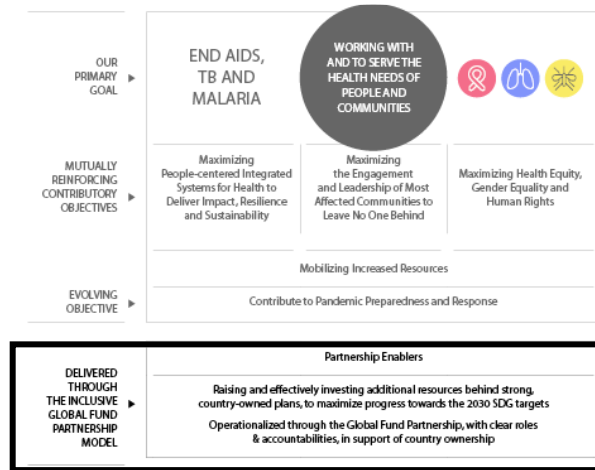 OUR
PRIMARY
GOAL
END AIDS,
TB AND
MALARIA
WORKING WITH
AND TO SERVE THE
HEALTH NEEDS OF
PEOPLE AND
COMMUNITIES
MUTUALLY
REINFORCING
CONTRIBUTORY
OBJECTIVES
Maximizing
People-centered Integrated
Systems for Health to
Deliver Impact, Resilience
and Sustainability
Maximizing
the Engagement
and Leadership of Most
Affected Communities to
Leave No One Behind
Maximizing Health Equity,
Gender Equality and
Human Rights
Mobilizing Increased Resources
EVOLVING
OBJECTIVE
Contribute to Pandemic Preparedness and Response
DELIVERED
THROUGH
THE INCLUSIVE
GLOBAL FUND
PARTNERSHIP
MODEL
Partnership Enablers
Raising and effectively investing additional resources behind strong,
country-owned plans, to maximize progress towards the 2030 SDG targets
Operationalized through the Global Fund Partnership, with clear roles
& accountabilities, in support of country ownership